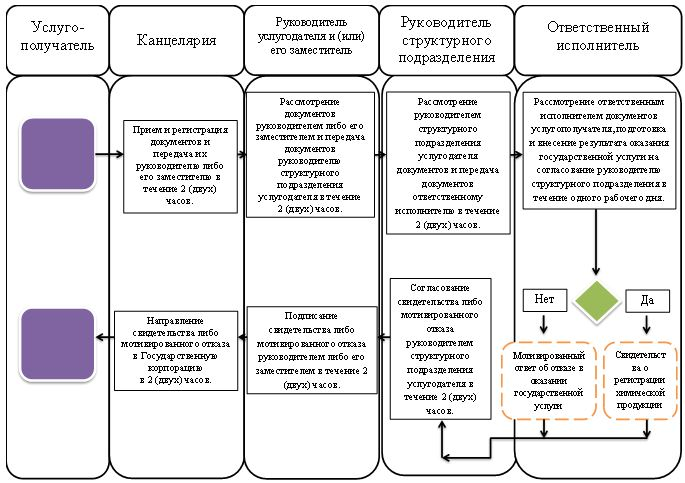 Услуго-
получатель
Канцелярия
Руководитель
услугодателя и (или)
его заместитель
Руководитель
структурного
подразделения
Ответственный
исполнитель
Прием и регистрация
документов и
передача их
руководителю либо
его заместителю в
течение 2 (двух)
часов.
Рассмотрение
документов
руководителем либо его
заместителем и передача
документов
руководителю
структурного
подразделения
услугодателя в течение
2 (двух) часов.
Рассмотрение
руководителем
структурного
подразделения
услугодателя
документов и передача
документов
ответственному
исполнителю в течение
2 (двух) часов.
Рассмотрение ответственным
исполнителем документов
услугополучателя, подготовка
и внесение результата оказания
государственной услуги на
согласование руководителю
структурного подразделения в
течение одного рабочего дня.
Нет
Да
Мотивированный
ответ об отказе в
оказании
государственной
услуги
Свидетельст
ва о
регистрации
химической
продукции
Согласование
свидетельства либо
мотивированного
отказа
руководителем
структурного
подразделения
услугодателя в
течение 2 (двух)
часов.
Подписание
свидетельства либо
мотивированного отказа
руководителем либо его
заместителем в течение 2
(двух) часов.
Направление
свидетельства либо
мотивированного отказа
в Государственную
корпорацию
в 2 (двух) часов.